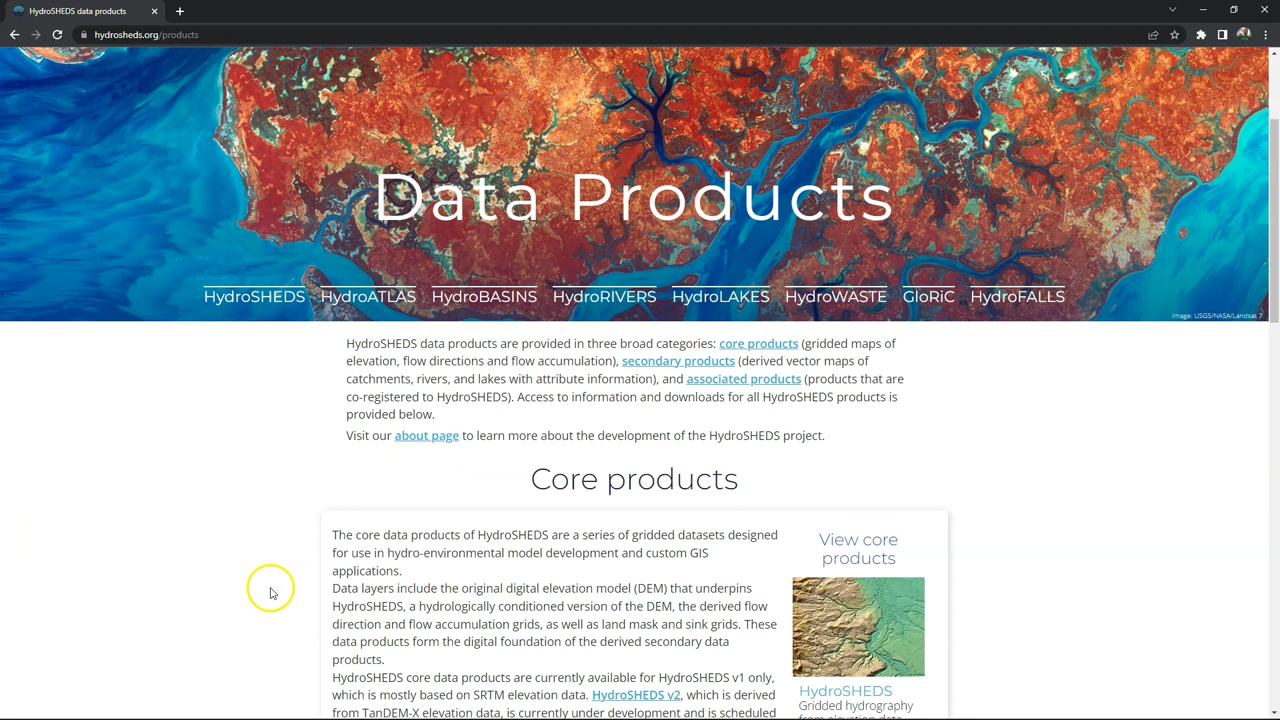 HydroSHEDS data products
hydrosheds.org/products
Data Products
HydroSHEDS HydroATLAS HydroBASINS HydroRIVERS HydroLAKES HydroWASTE GloRiC HydroFALLS
Image: USGS/NASA/Landsat 7
HydroSHEDS data products are provided in three broad categories: core products (gridded maps of
elevation, flow directions and flow accumulation), secondary products (derived vector maps of
catchments, rivers, and lakes with attribute information), and associated products (products that are
co-registered to HydroSHEDS). Access to information and downloads for all HydroSHEDS products is
provided below.
Visit our about page to learn more about the development of the HydroSHEDS project.
Core products
The core data products of HydroSHEDS are a series of gridded datasets designed
for use in hydro-environmental model development and custom GIS
applications.
Data layers include the original digital elevation model (DEM) that underpins
HydroSHEDS, a hydrologically conditioned version of the DEM, the derived flow
direction and flow accumulation grids, as well as land mask and sink grids. These
data products form the digital foundation of the derived secondary data
products.
HydroSHEDS core data products are currently available for HydroSHEDS v1 only,
which is mostly based on SRTM elevation data. HydroSHEDS v2, which is derived
from TanDEM-X elevation data, is currently under development and is scheduled
View core
products
HydroSHEDS
Gridded hydrography
from elevation data